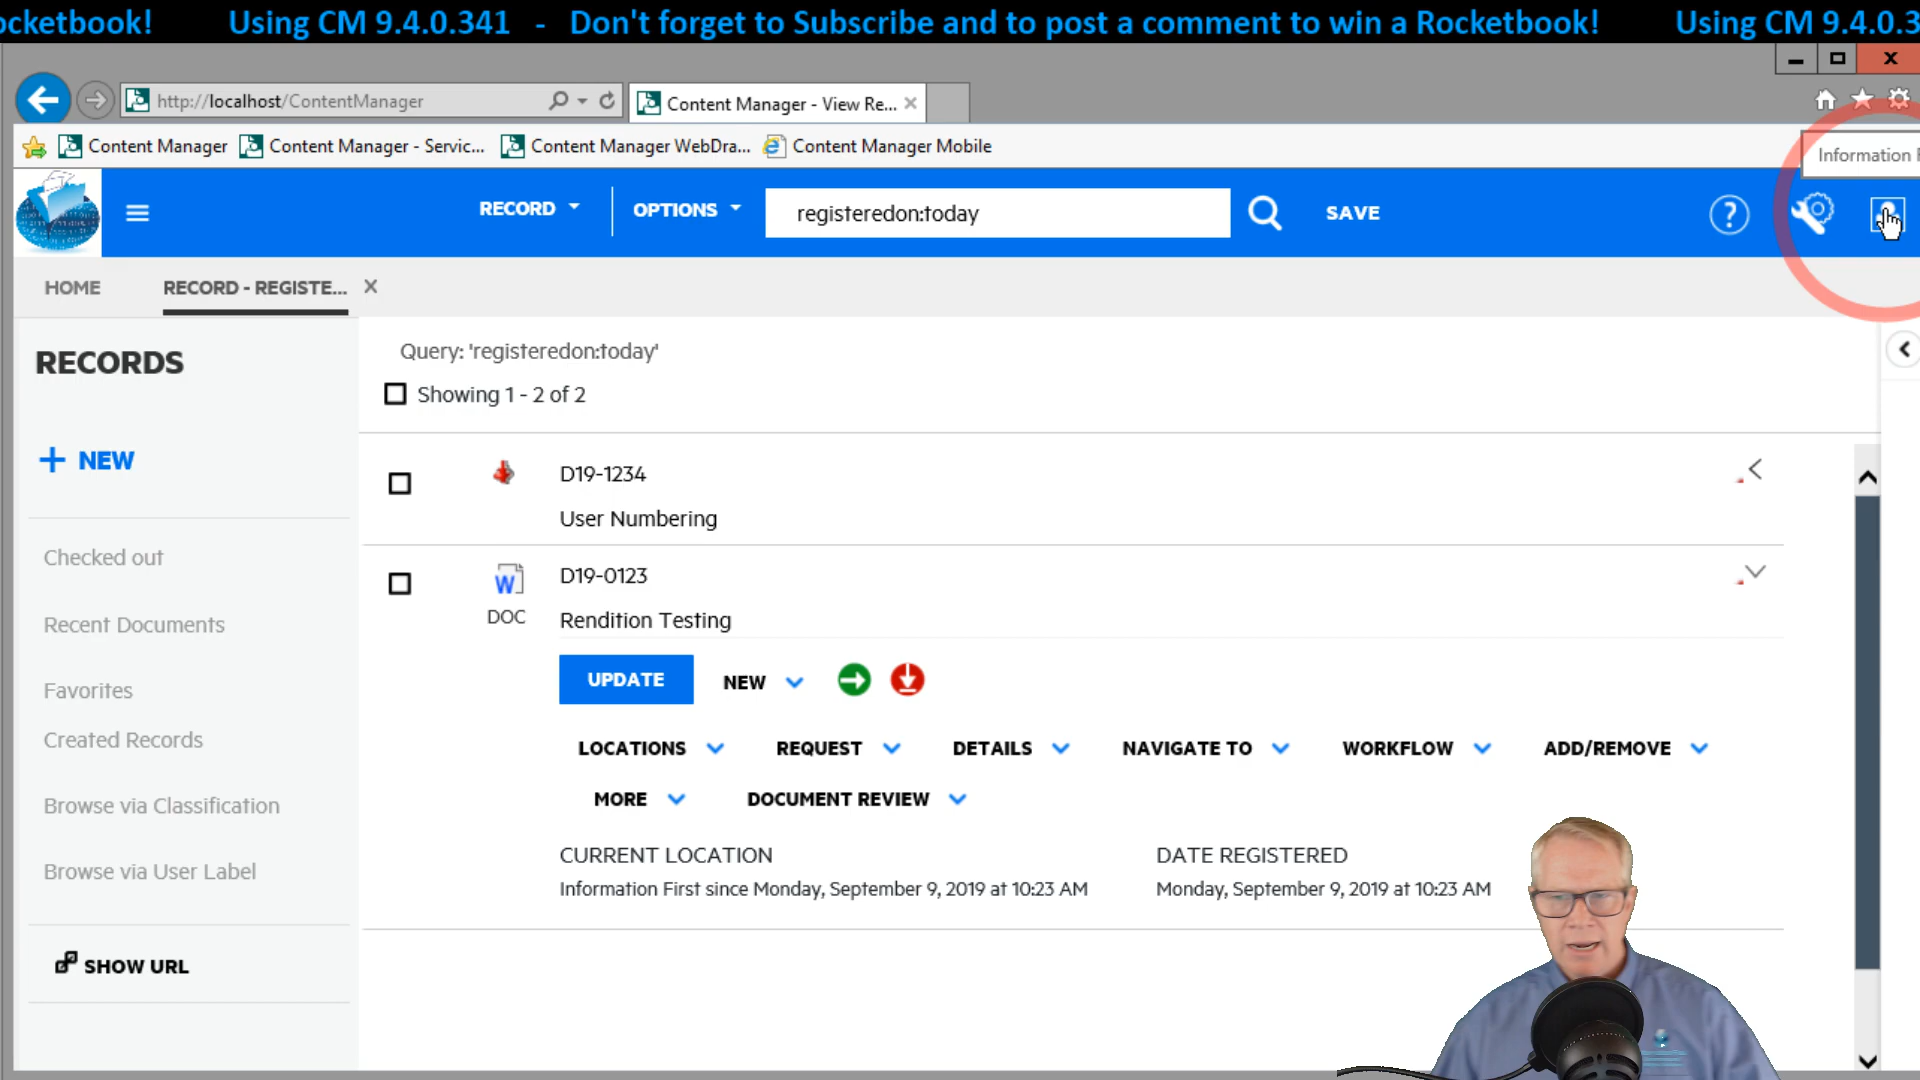 ocketbook! Using CM 9.4.0.341 - Don't forget to Subscribe and to post a comment to win a Rocketbook! Using CM 9.4.0.3
http://localhost/ContentManager
Content Manager - View Re...
Content Manager Content Manager - Servic... Content Manager WebDra... Content Manager Mobile
Information
RECORD OPTIONS registeredon:today SAVE
HOME RECORD - REGISTE...
RECORDS
NEW
Checked out
Recent Documents
Favorites
Created Records
Browse via Classification
Browse via User Label
SHOW URL
Query: 'registeredon:today'
Showing 1 - 2 of 2
D19-1234
User Numbering
DOC
D19-0123
Rendition Testing
UPDATE NEW
LOCATIONS REQUEST DETAILS NAVIGATE TO WORKFLOW ADD/REMOVE
MORE DOCUMENT REVIEW
CURRENT LOCATION DATE REGISTERED
Information First since Monday, September 9, 2019 at 10:23 AM Monday, September 9, 2019 at 10:23 AM